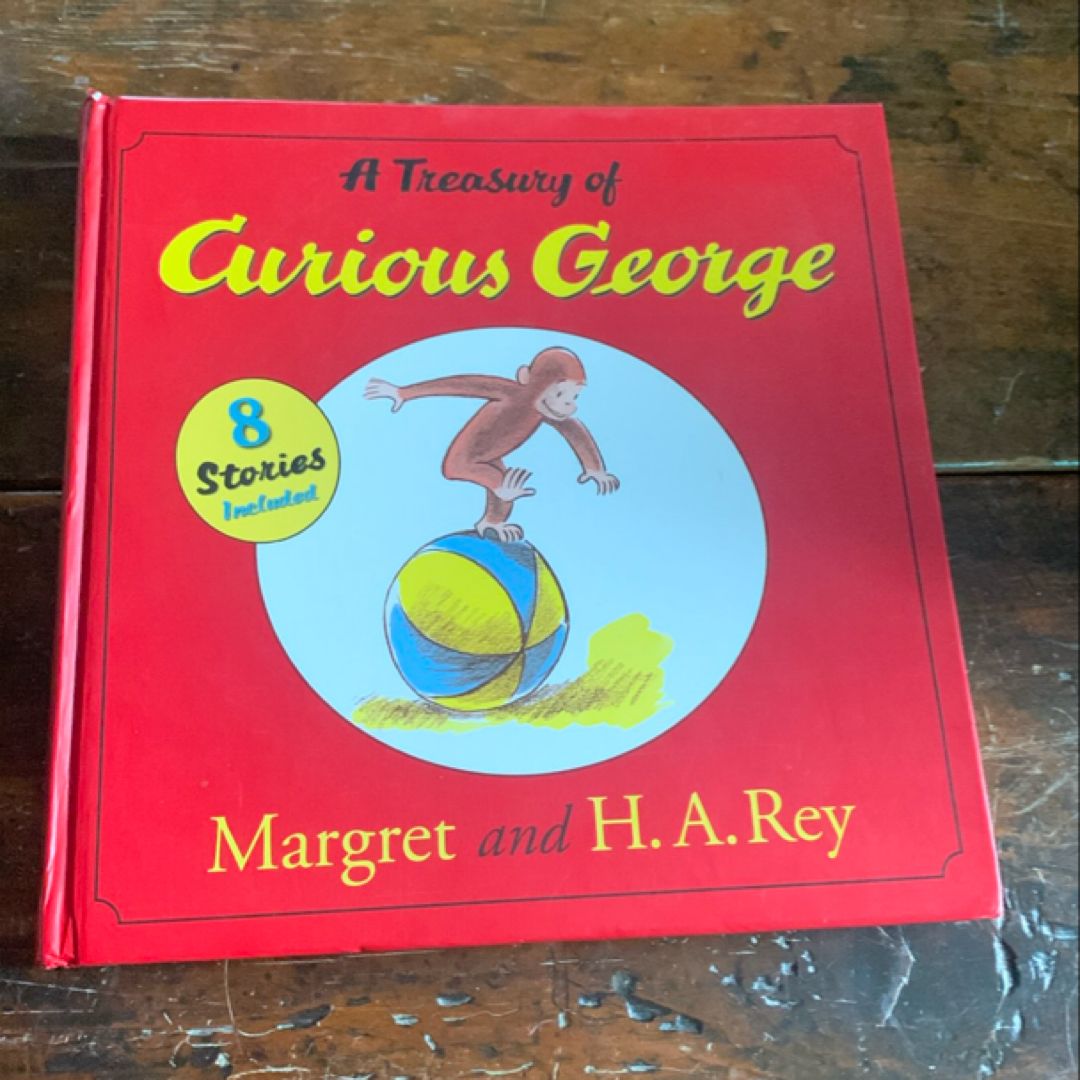 A Treasury of
Curious George
8
Stories
Included
Margret and H. A. Rey